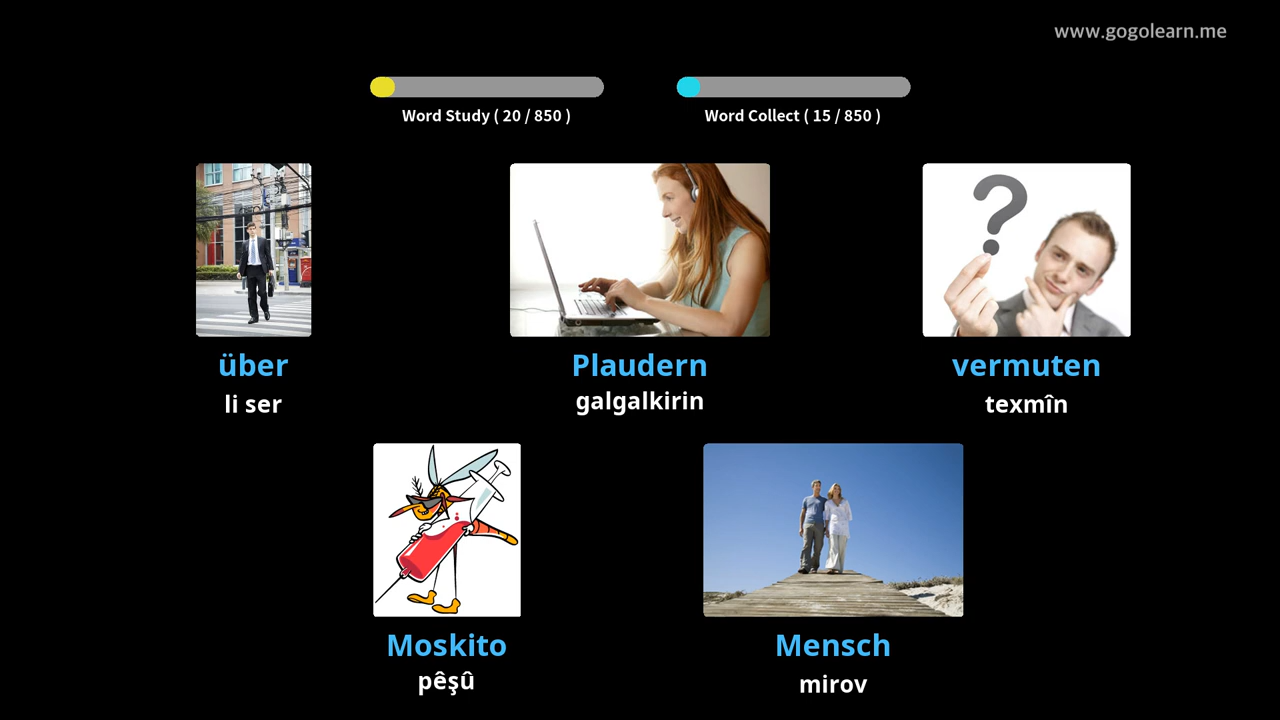 www.gogolearn.me
Word Study ( 20 / 850 )
Word Collect ( 15 / 850 )
über
li ser
Plaudern
galgalkirin
vermuten
texmîn
Moskito
pêşû
Mensch
mirov